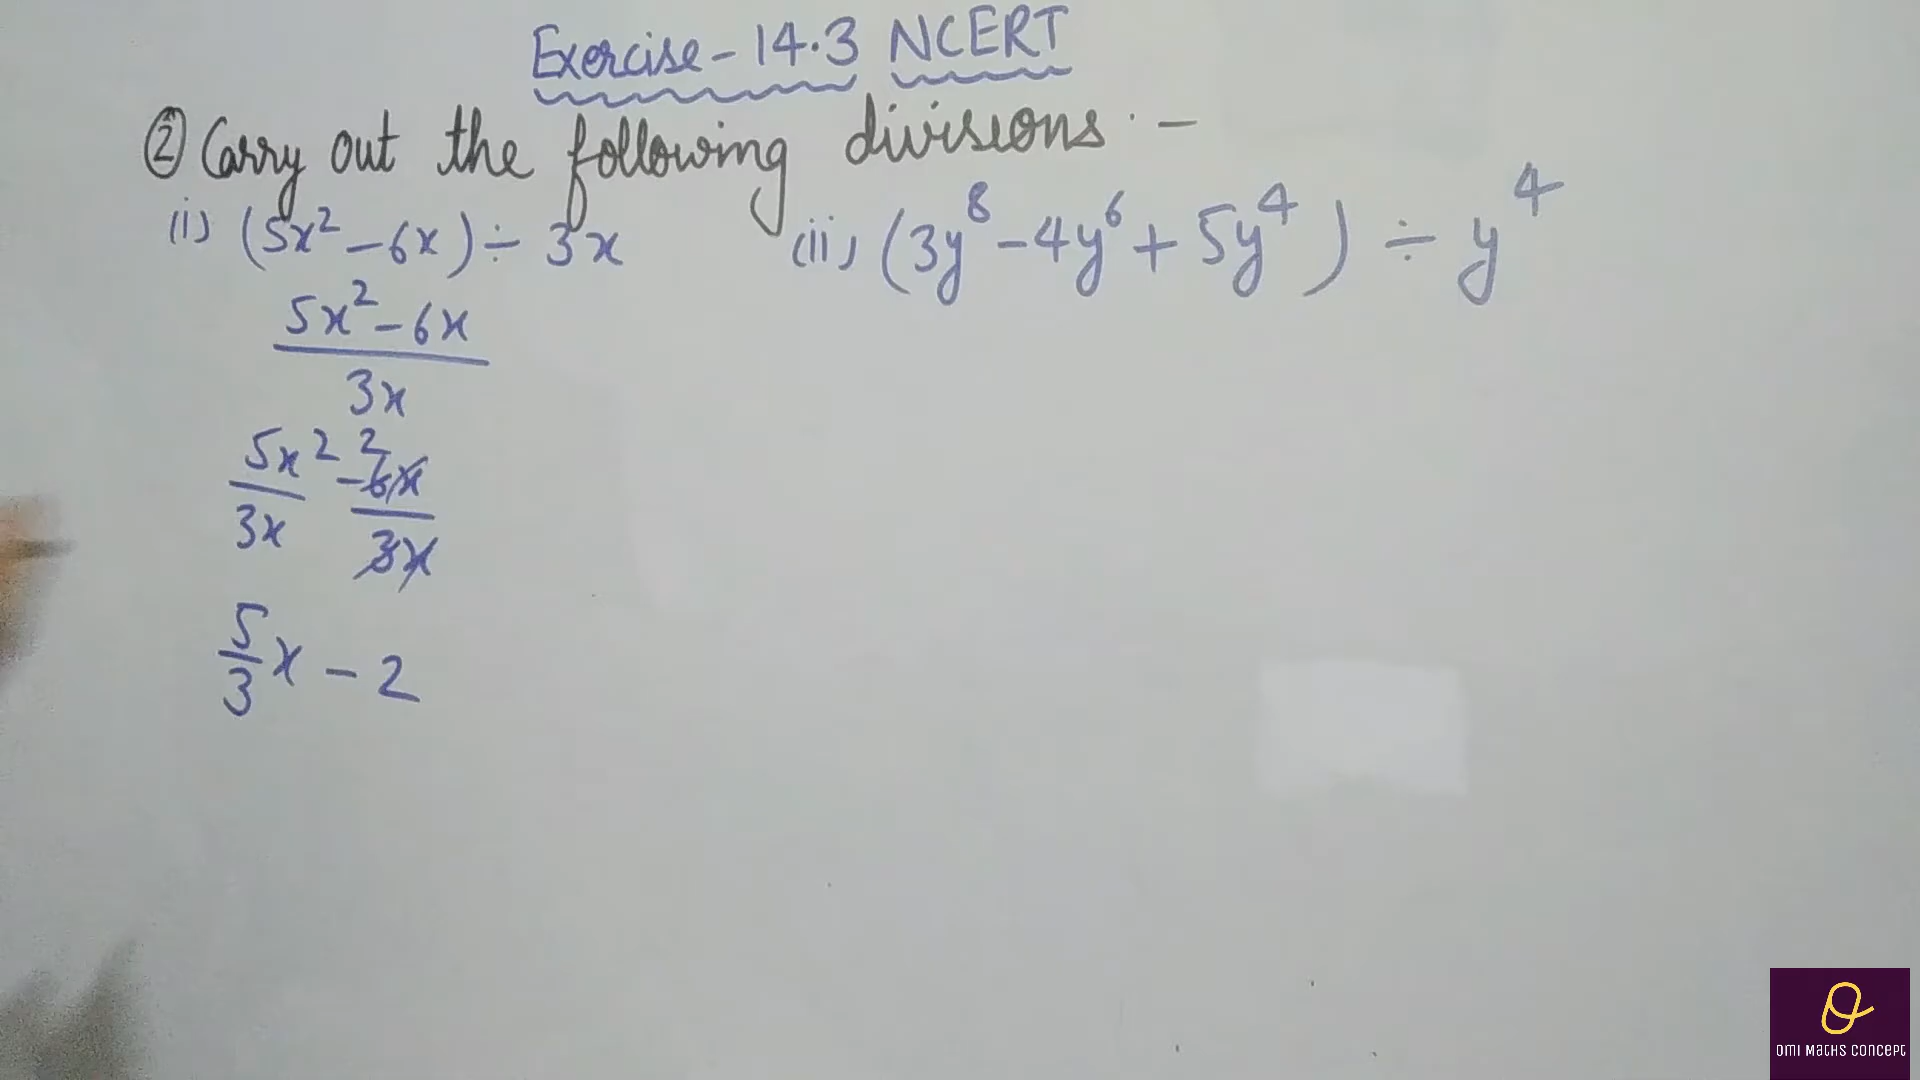 Exercise - 14.3 NCERT
② Carry out the following divisions :-
(i) (5x² - 6x) ÷ 3x
(ii) (3y⁸ - 4y⁶ + 5y⁴) ÷ y⁴
5x² - 6x
3x
5x² 2
-6x
3x 3x
5/3 x - 2
OMI MATHS CONCEPT